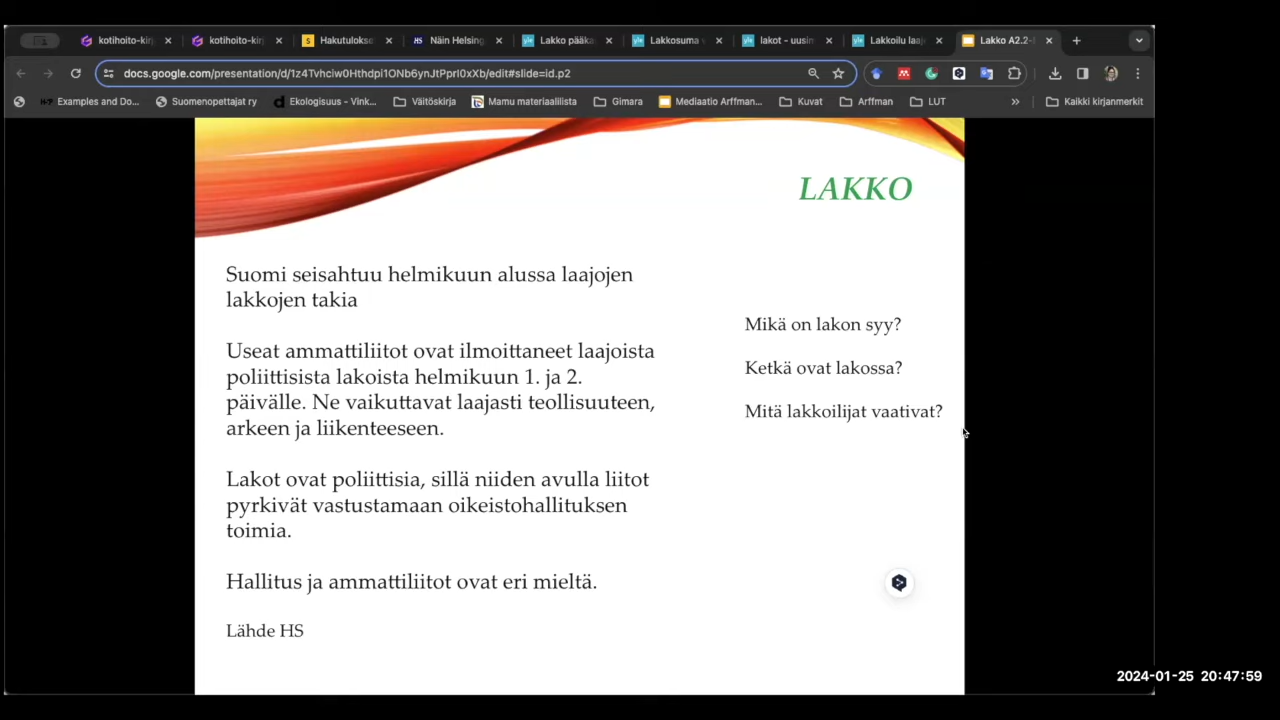 kotihoito-kirj
kotihoito-kirj
Hakutulokse
Näin Helsing
Lakko pääka
Lakkosuma v
lakot - uusim
Lakkoilu laaj
Lakko A2.2-
docs.google.com/presentation/d/1z4Tvhciw0Hthdpi1ONb6ynJtPprI0xXb/edit#slide=id.p2
Examples and Do...
Suomenopettajat ry
Ekologisuus - Vink...
Väitöskirja
Mamu materiaalilista
Gimara
Mediaatio Arffman...
Kuvat
Arffman
LUT
Kaikki kirjanmerkit
LAKKO
Suomi seisahtuu helmikuun alussa laajojen
lakkojen takia
Useat ammattiliitot ovat ilmoittaneet laajoista
poliittisista lakoista helmikuun 1. ja 2.
päivälle. Ne vaikuttavat laajasti teollisuuteen,
arkeen ja liikenteeseen.
Lakot ovat poliittisia, sillä niiden avulla liitot
pyrkivät vastustamaan oikeistohallituksen
toimia.
Hallitus ja ammattiliitot ovat eri mieltä.
Lähde HS
Mikä on lakon syy?
Ketkä ovat lakossa?
Mitä lakkoilijat vaativat?
2024-01-25 20:47:59